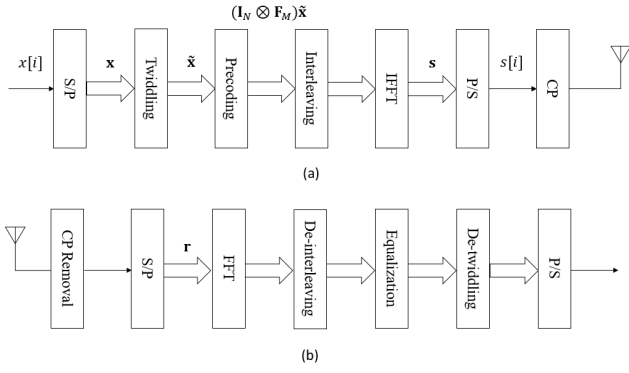 (𝐈_N ⊗ 𝐅_M)x̃
x[i]
S/P
𝐱
Twiddling
x̃
Precoding
Interleaving
IFFT
𝐬
P/S
s[i]
CP
(a)
CP Removal
S/P
𝐫
FFT
De-interleaving
Equalization
De-twiddling
P/S
(b)